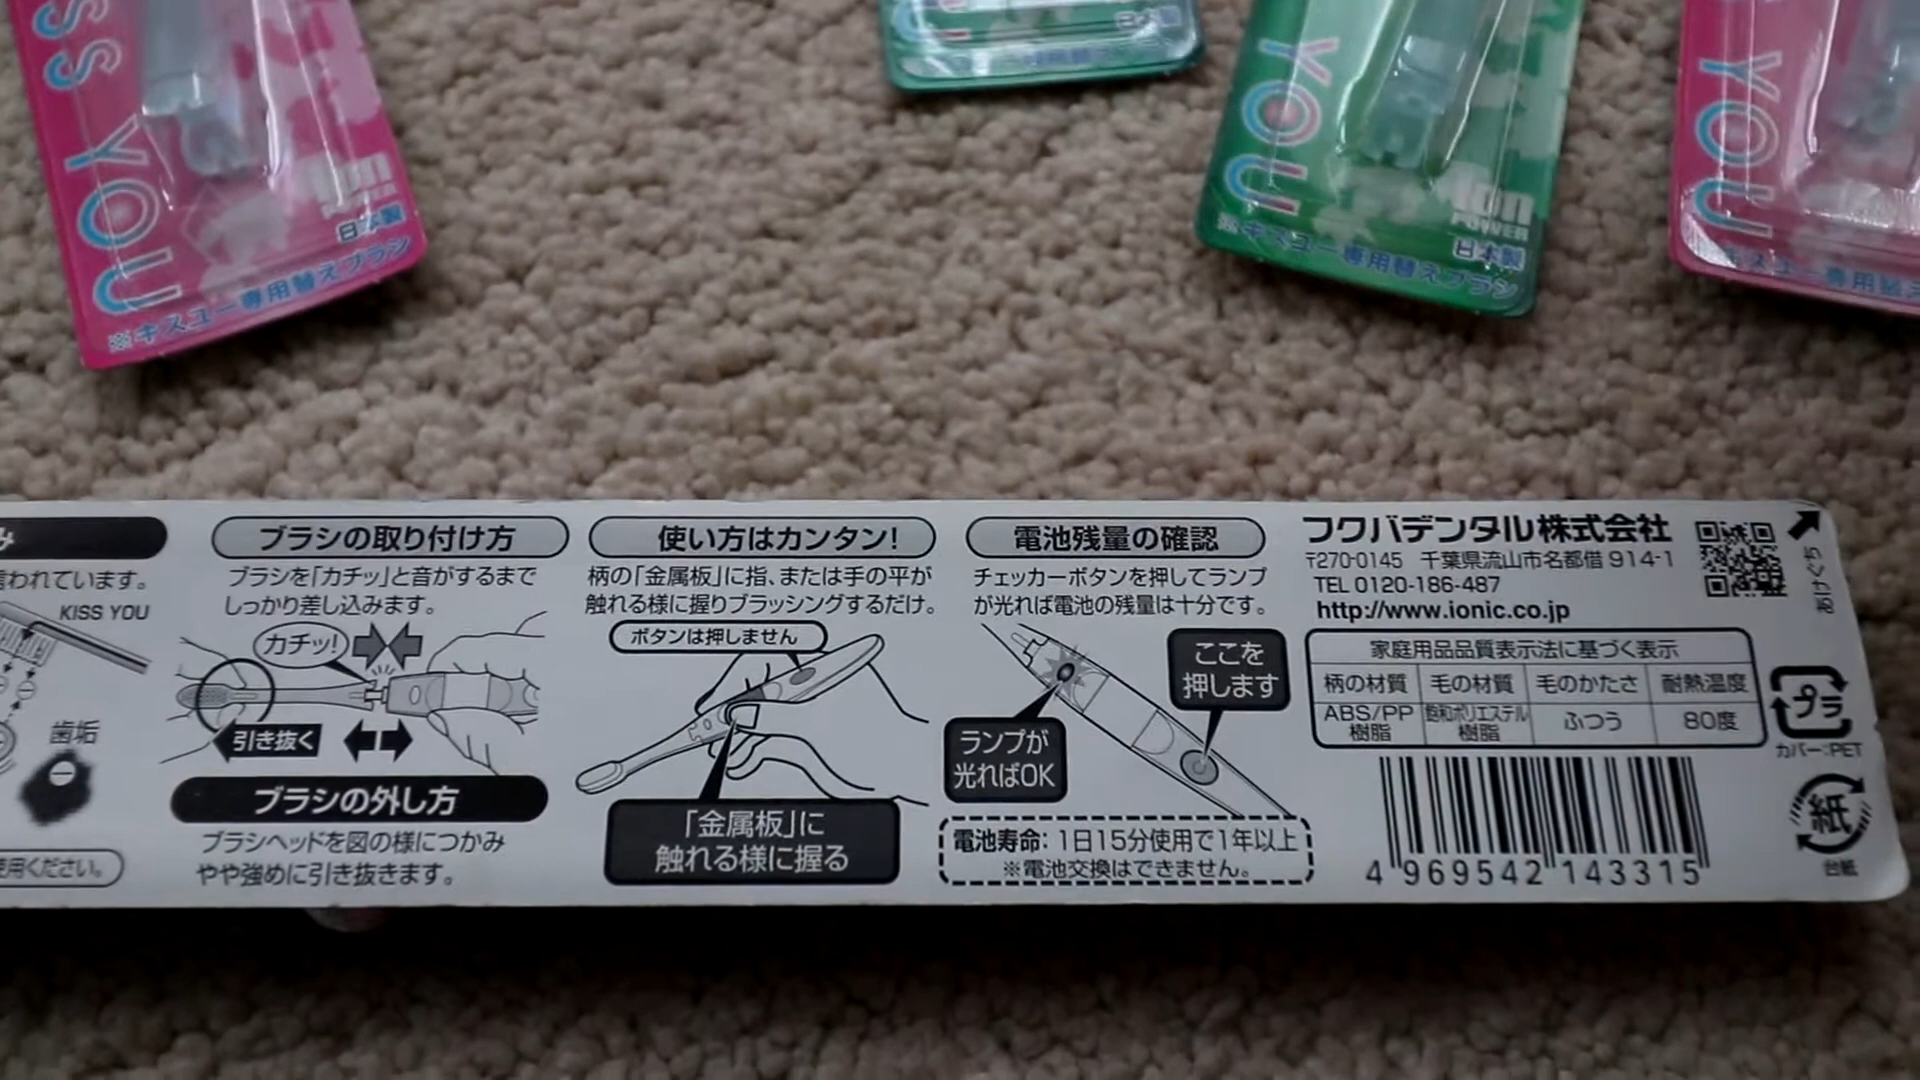 SS YOU
ion
POWER
日本製
※キスユー専用替えブラシ
日本製
YOU
ion
POWER
日本製
※キスユー専用替えブラシ
YOU
専用替え
み
言われています。
KISS YOU
歯垢
使用ください。
ブラシの取り付け方
ブラシを「カチッ」と音がするまで
しっかり差し込みます。
カチッ!
引き抜く
ブラシの外し方
ブラシヘッドを図の様につかみ
やや強めに引き抜きます。
使い方はカンタン!
柄の「金属板」に指、または手の平が
触れる様に握りブラッシングするだけ。
ボタンは押しません
「金属板」に
触れる様に握る
電池残量の確認
チェッカーボタンを押してランプ
が光れば電池の残量は十分です。
ここを
押します
ランプが
光ればOK
電池寿命: 1日15分使用で1年以上
※電池交換はできません。
フクバデンタル株式会社
〒270-0145 千葉県流山市名都借 914-1
TEL 0120-186-487
http://www.ionic.co.jp
あけくち
家庭用品品質表示法に基づく表示
柄の材質 毛の材質 毛のかたさ 耐熱温度
ABS/PP樹脂 飽和ポリエステル樹脂 ふつう 80度
プラ
カバー:PET
紙
台紙
4 969542 143315